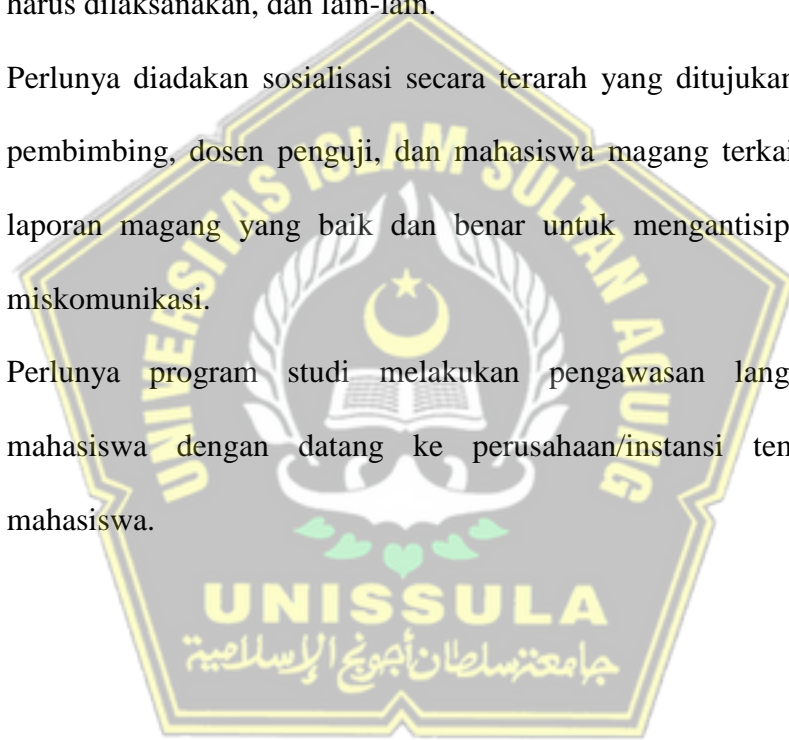 harus dilaksanakan, dan lain-lain.
Perlunya diadakan sosialisasi secara terarah yang ditujukan
pembimbing, dosen penguji, dan mahasiswa magang terkai
laporan magang yang baik dan benar untuk mengantisip
miskomunikasi.
Perlunya program studi melakukan pengawasan lang
mahasiswa dengan datang ke perusahaan/instansi ten
mahasiswa.
UNIVERSITAS ISLAM SULTAN AGUNG
UNISSULA
جامعنسلطان أجونج الإسلامية